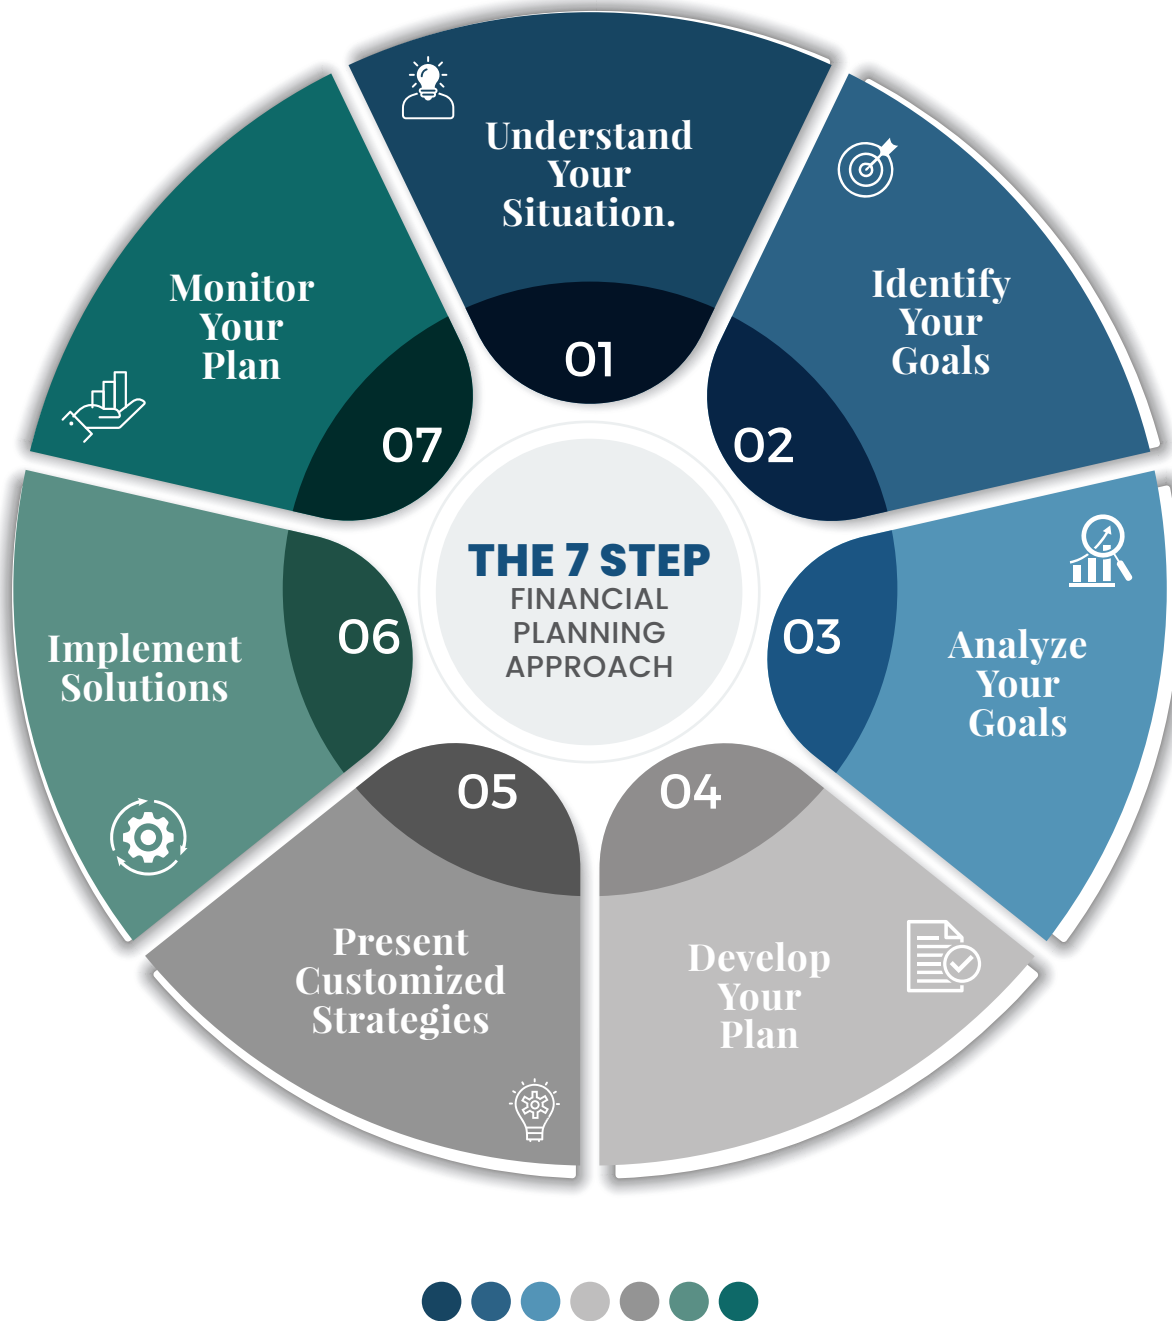 THE 7 STEP
FINANCIAL
PLANNING
APPROACH
01
Understand
Your
Situation.
02
Identify
Your
Goals
03
Analyze
Your
Goals
04
Develop
Your
Plan
05
Present
Customized
Strategies
06
Implement
Solutions
07
Monitor
Your
Plan